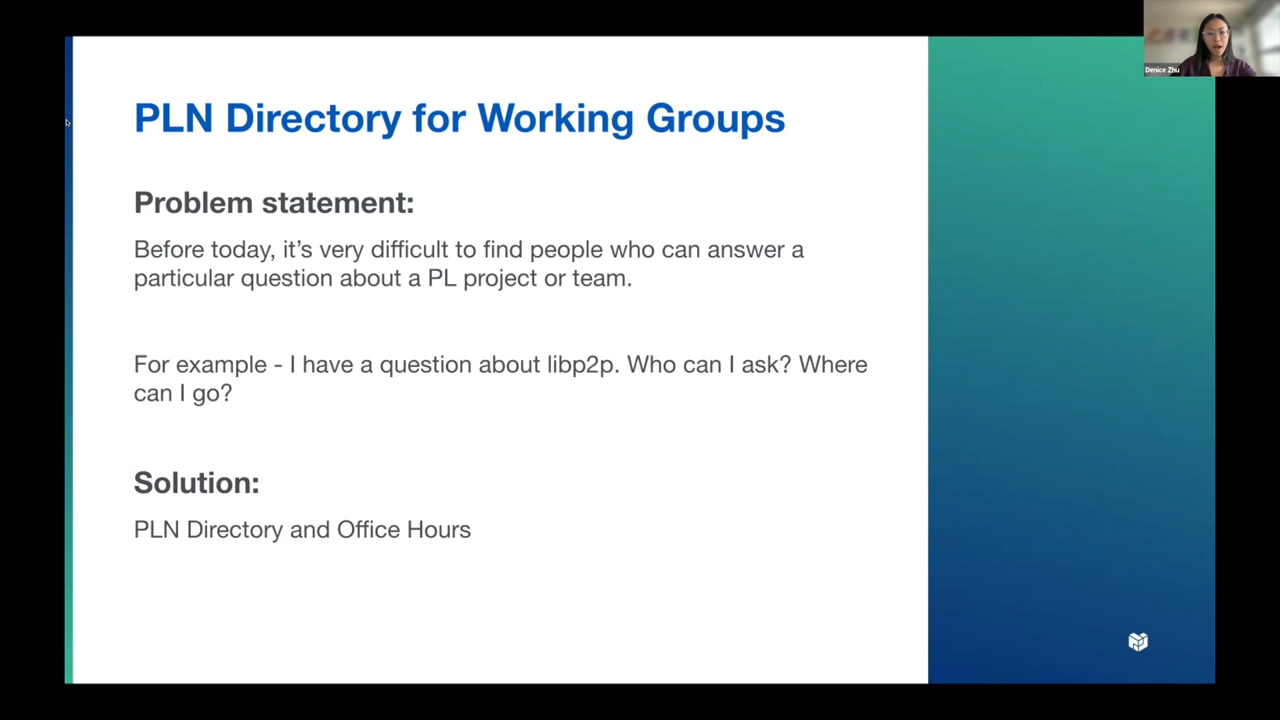 PLN Directory for Working Groups
Problem statement:
Before today, it’s very difficult to find people who can answer a
particular question about a PL project or team.
For example - I have a question about libp2p. Who can I ask? Where
can I go?
Solution:
PLN Directory and Office Hours
Denice Zhu